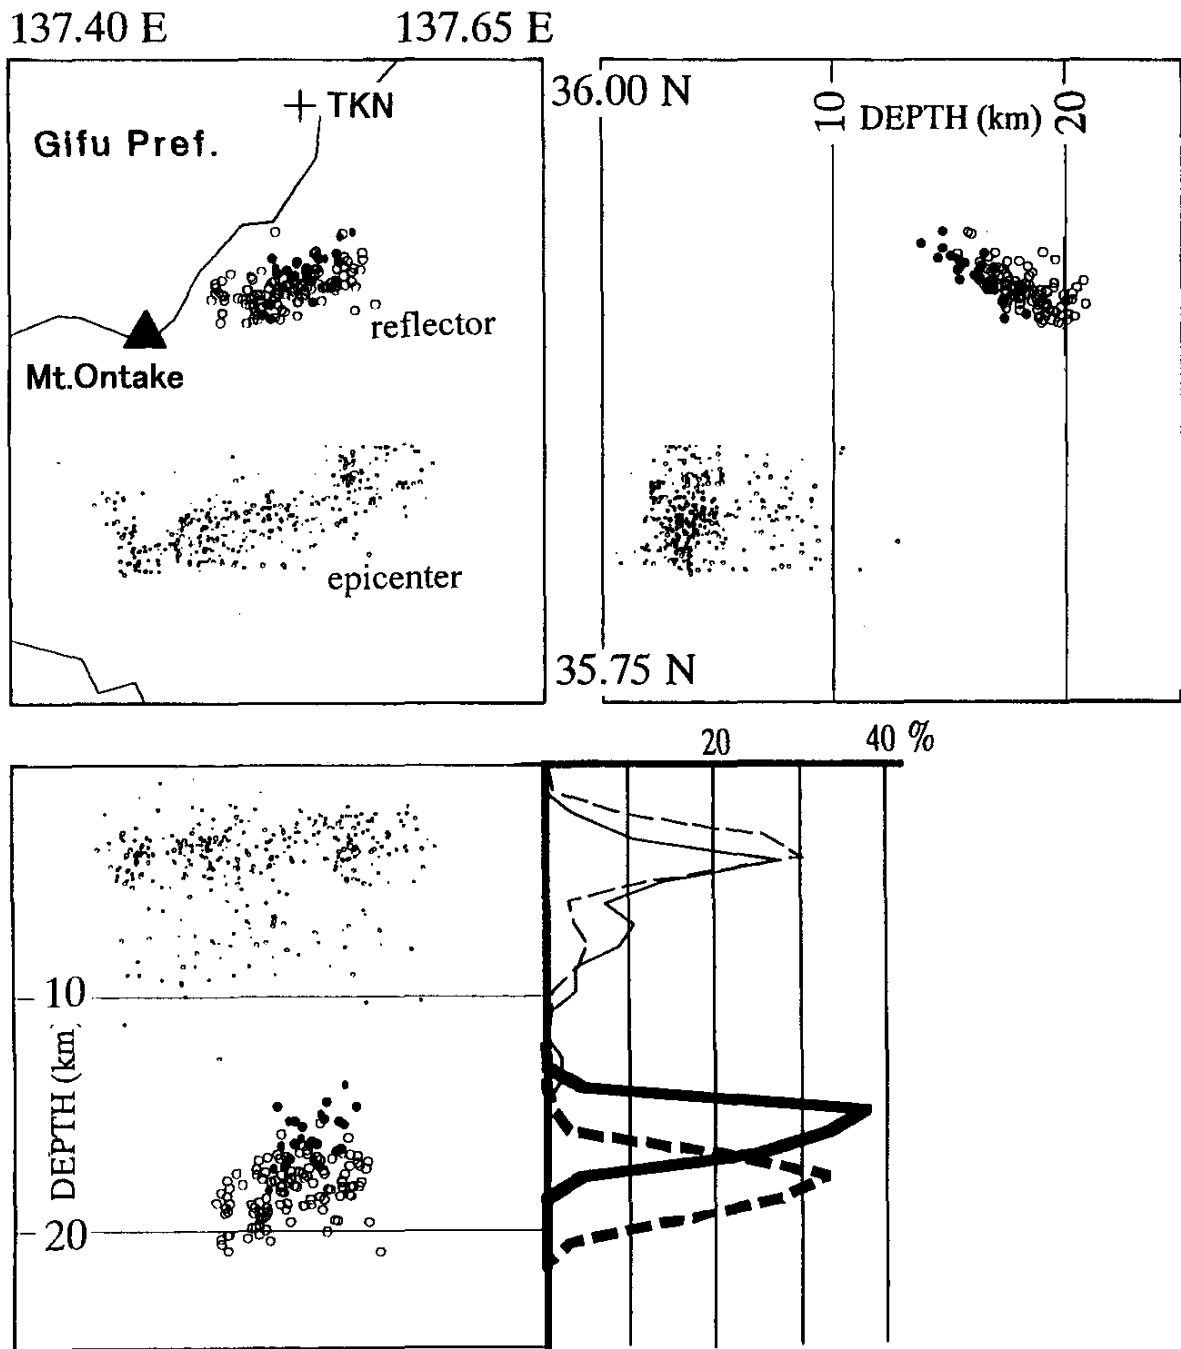 137.40 E
137.65 E
+ TKN
Gifu Pref.
reflector
Mt.Ontake
epicenter
36.00 N
10
DEPTH (km)
20
35.75 N
20
40 %
10
DEPTH (km)
20